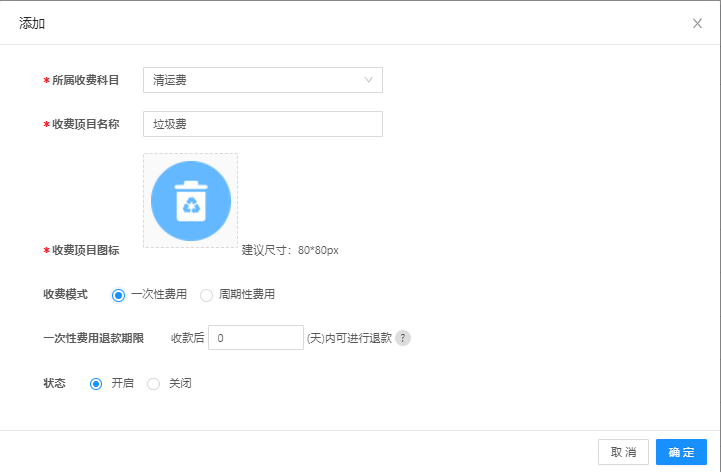 添加
* 所属收费科目 清运费
* 收费项目名称 垃圾费
* 收费项目图标 建议尺寸：80*80px
收费模式 一次性费用 周期性费用
一次性费用退款期限 收款后 0 (天)内可进行退款 ?
状态 开启 关闭
取 消 确 定